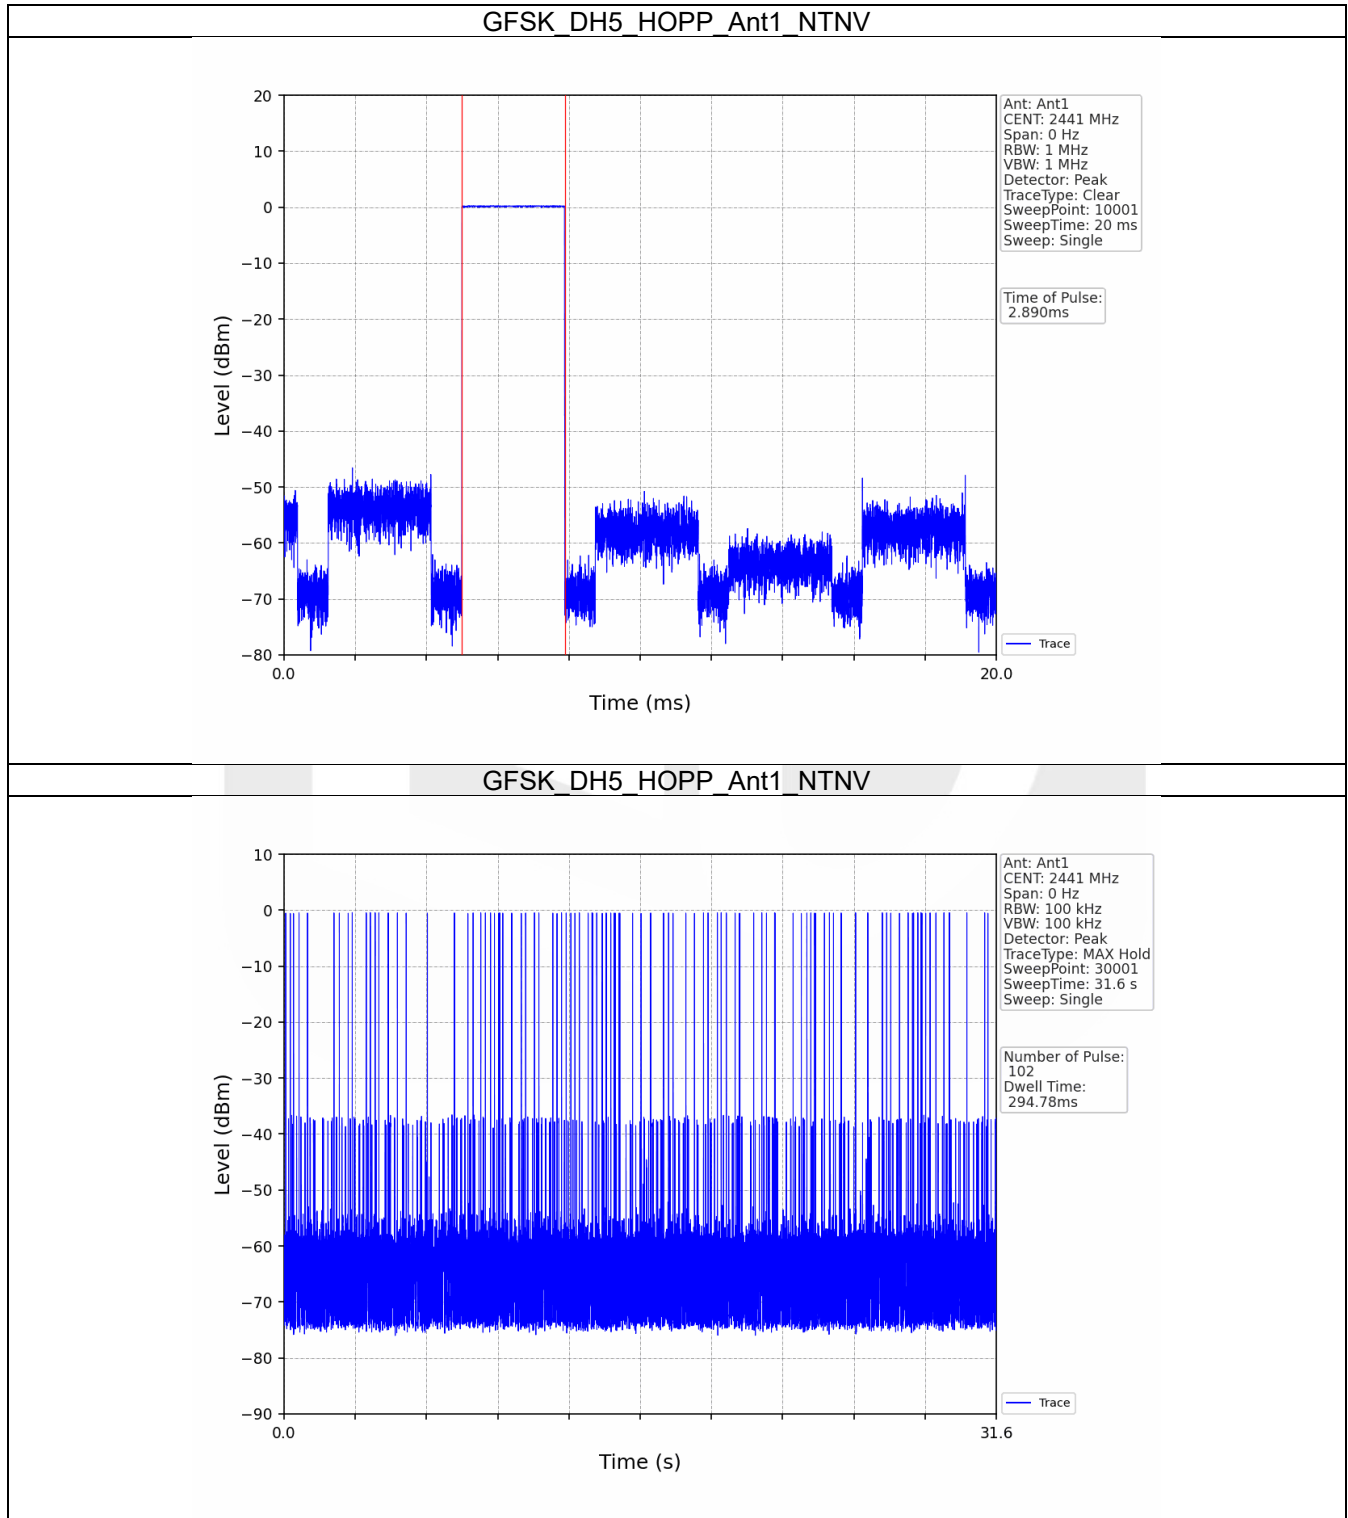 GFSK_DH5_HOPP_Ant1_NTNV
20
10
0
−10
−20
−30
−40
−50
−60
−70
−80
Level (dBm)
0.0
20.0
Time (ms)
Ant: Ant1
CENT: 2441 MHz
Span: 0 Hz
RBW: 1 MHz
VBW: 1 MHz
Detector: Peak
TraceType: Clear
SweepPoint: 10001
SweepTime: 20 ms
Sweep: Single
Time of Pulse:
2.890ms
Trace
GFSK_DH5_HOPP_Ant1_NTNV
10
0
−10
−20
−30
−40
−50
−60
−70
−80
−90
Level (dBm)
0.0
31.6
Time (s)
Ant: Ant1
CENT: 2441 MHz
Span: 0 Hz
RBW: 100 kHz
VBW: 100 kHz
Detector: Peak
TraceType: MAX Hold
SweepPoint: 30001
SweepTime: 31.6 s
Sweep: Single
Number of Pulse:
102
Dwell Time:
294.78ms
Trace